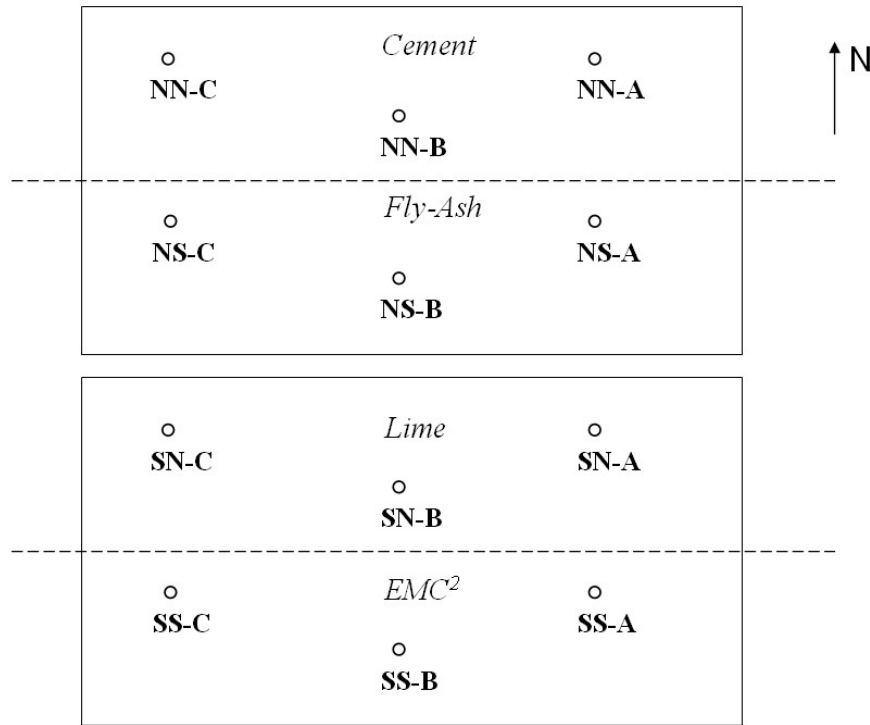 Cement
N
NN-C
NN-A
NN-B
Fly-Ash
NS-C
NS-A
NS-B
Lime
SN-C
SN-A
SN-B
EMC²
SS-C
SS-A
SS-B